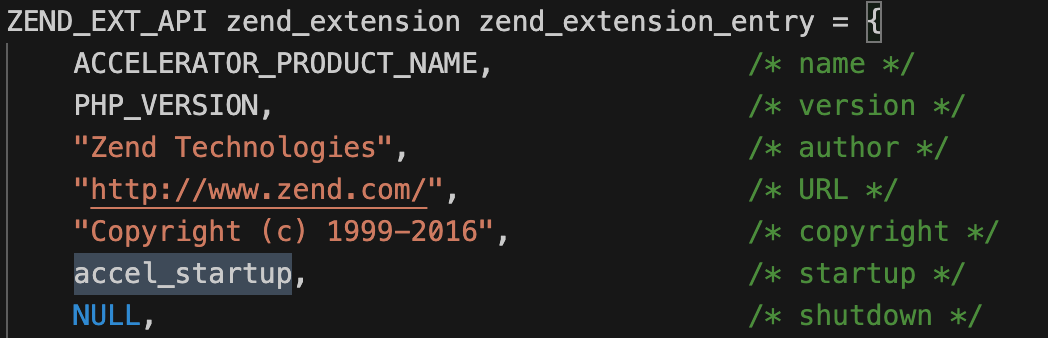 ZEND_EXT_API zend_extension zend_extension_entry = {
    ACCELERATOR_PRODUCT_NAME,               /* name */
    PHP_VERSION,                            /* version */
    "Zend Technologies",                    /* author */
    "http://www.zend.com/",                 /* URL */
    "Copyright (c) 1999-2016",              /* copyright */
    accel_startup,                          /* startup */
    NULL,                                   /* shutdown */